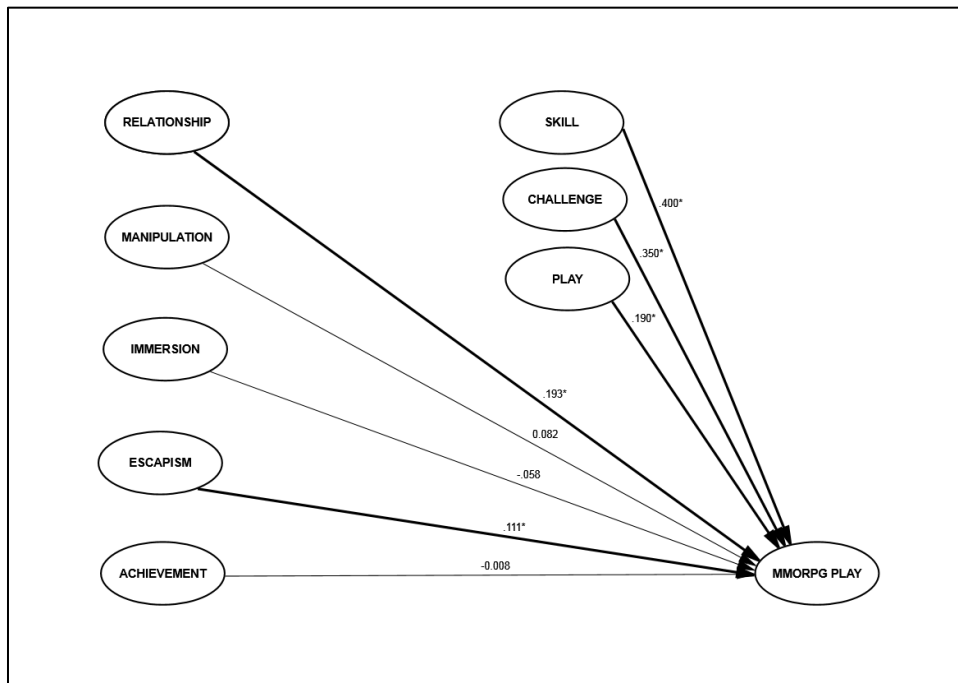 RELATIONSHIP
SKILL
CHALLENGE
.400*
MANIPULATION
.350*
PLAY
.190*
IMMERSION
.193*
0.082
ESCAPISM
-.058
.111*
ACHIEVEMENT
-0.008
MMORPG PLAY